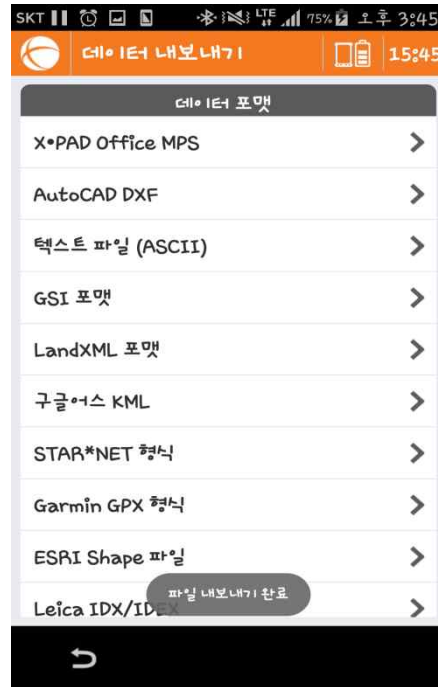 SKT LTE 75% 오후 3:45
데이터 내보내기 15:45
데이터 포맷
X•PAD Office MPS
AutoCAD DXF
텍스트 파일 (ASCII)
GSI 포맷
LandXML 포맷
구글어스 KML
STAR*NET 형식
Garmin GPX 형식
ESRI Shape 파일
파일 내보내기 완료
Leica IDX/IDEX